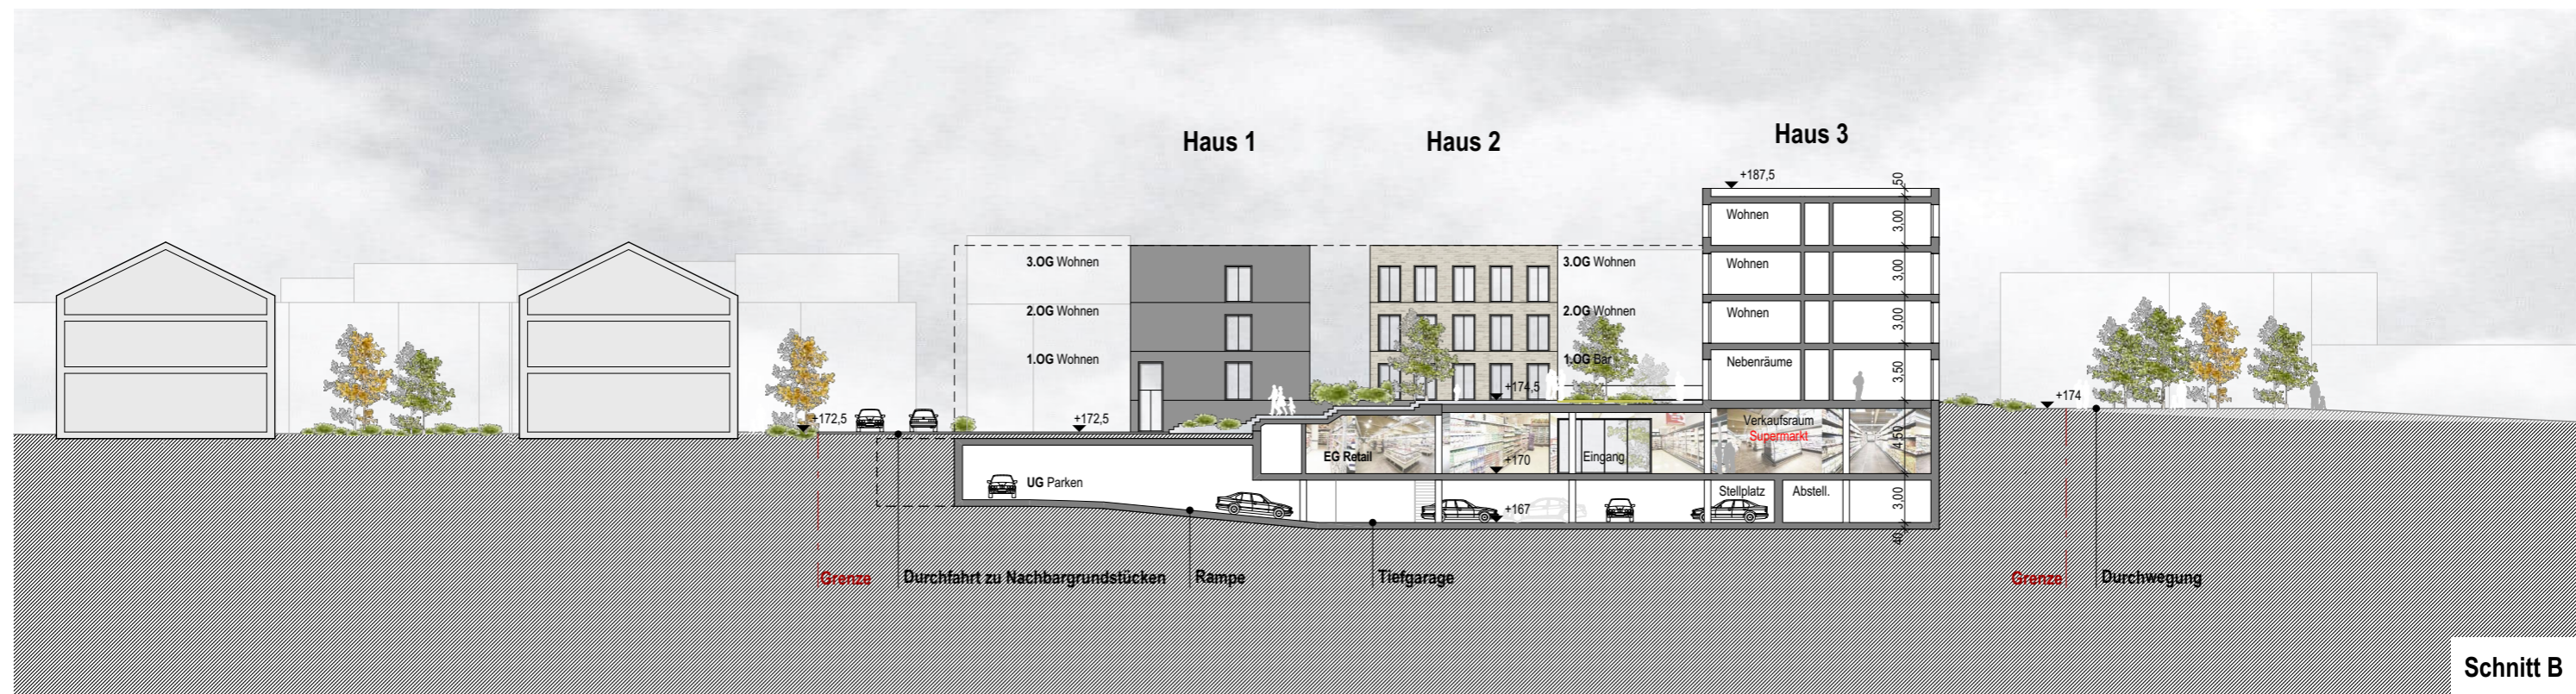 Haus 1
Haus 2
Haus 3
+187,5
50
Wohnen
3,00
3.OG Wohnen
3.OG Wohnen
Wohnen
3,00
2.OG Wohnen
2.OG Wohnen
Wohnen
3,00
1.OG Wohnen
1.OG Bar
Nebenräume
3,50
+174,5
+174
+172,5
+172,5
Verkaufsraum
Supermarkt
4,50
EG Retail
+170
Eingang
UG Parken
Stellplatz
Abstell.
3,00
+167
40
Grenze
Durchfahrt zu Nachbargrundstücken
Rampe
Tiefgarage
Grenze
Durchwegung
Schnitt B